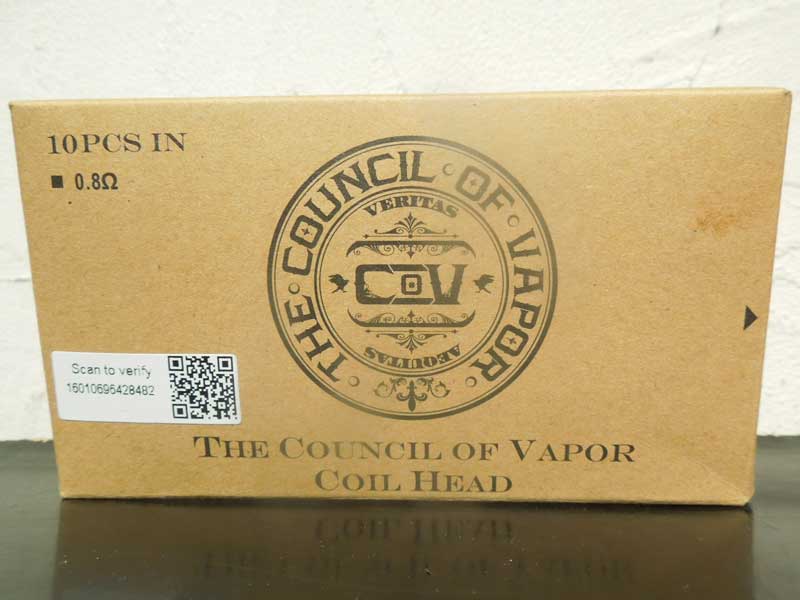 10PCS IN
■ 0.8Ω
THE COUNCIL OF VAPOR
VERITAS
COV
AEQUITAS
Scan to verify
16010696428482
THE COUNCIL OF VAPOR
COIL HEAD